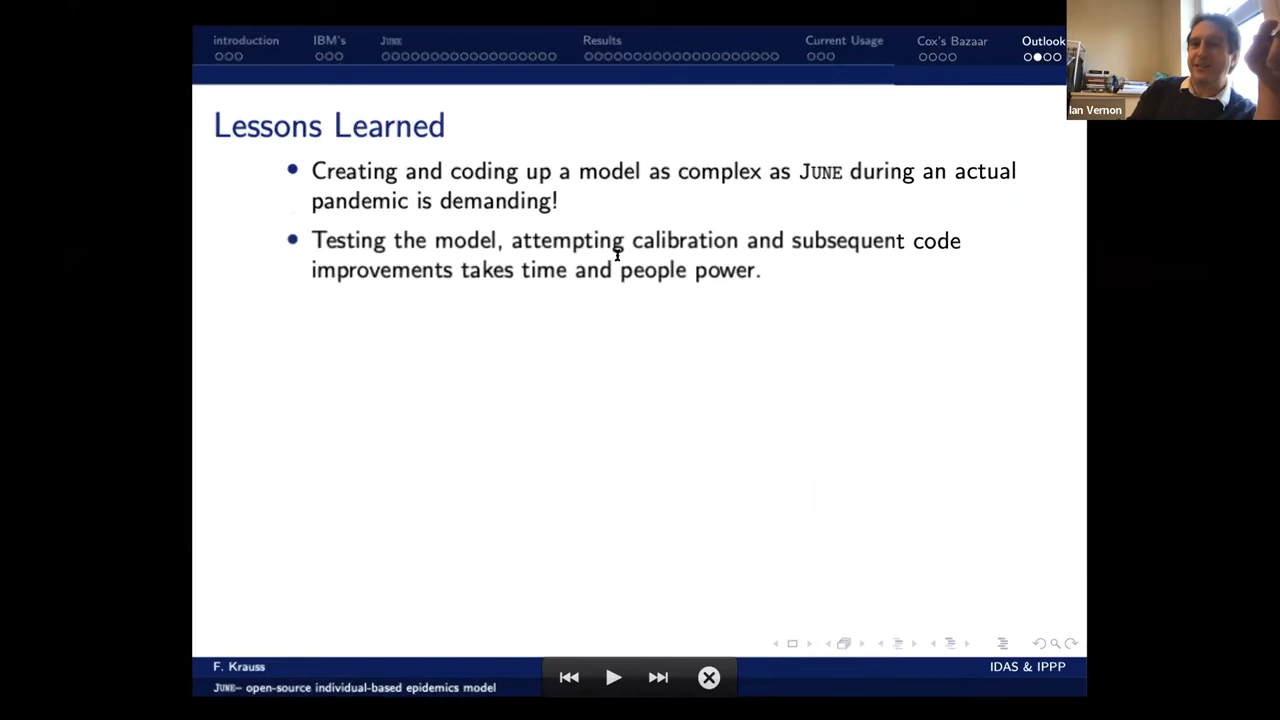 introduction IBM's JUNE Results Current Usage Cox's Bazaar Outlook
Ian Vernon
Lessons Learned
• Creating and coding up a model as complex as JUNE during an actual
pandemic is demanding!
• Testing the model, attempting calibration and subsequent code
improvements takes time and people power.
F. Krauss IDAS & IPPP
JUNE– open-source individual-based epidemics model